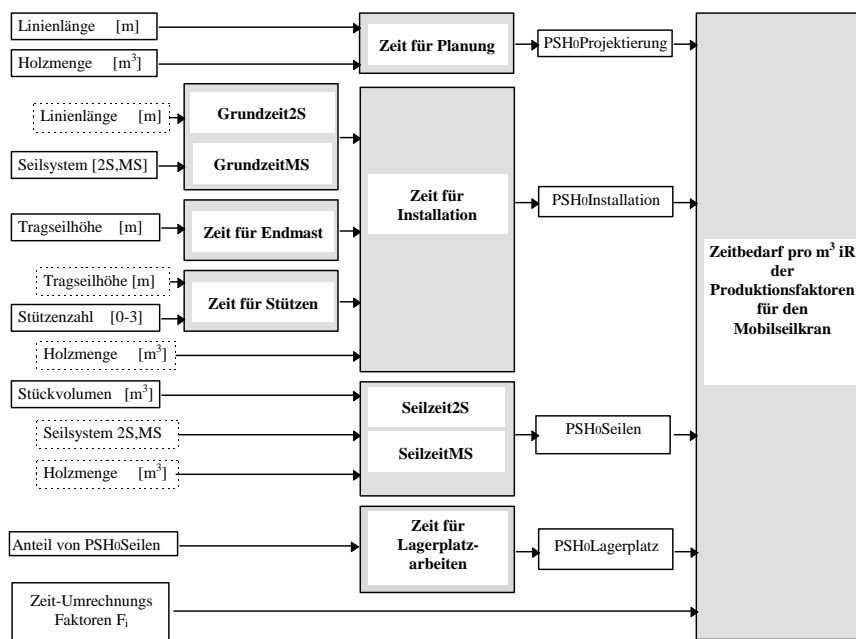 Linienlänge [m]
Zeit für Planung
PSH0Projektierung
Holzmenge [m³]
Linienlänge [m]
Grundzeit2S
Seilsystem [2S,MS]
GrundzeitMS
Zeit für
Installation
PSH0Installation
Tragseilhöhe [m]
Zeit für Endmast
Tragseilhöhe [m]
Zeit für Stützen
Stützenzahl [0-3]
Holzmenge [m³]
Zeitbedarf pro m³ iR
der
Produktionsfaktoren
für den
Mobilseilkran
Stückvolumen [m³]
Seilzeit2S
Seilsystem 2S,MS
SeilzeitMS
PSH0Seilen
Holzmenge [m³]
Anteil von PSH0Seilen
Zeit für
Lagerplatz-
arbeiten
PSH0Lagerplatz
Zeit-Umrechnungs
Faktoren Fi